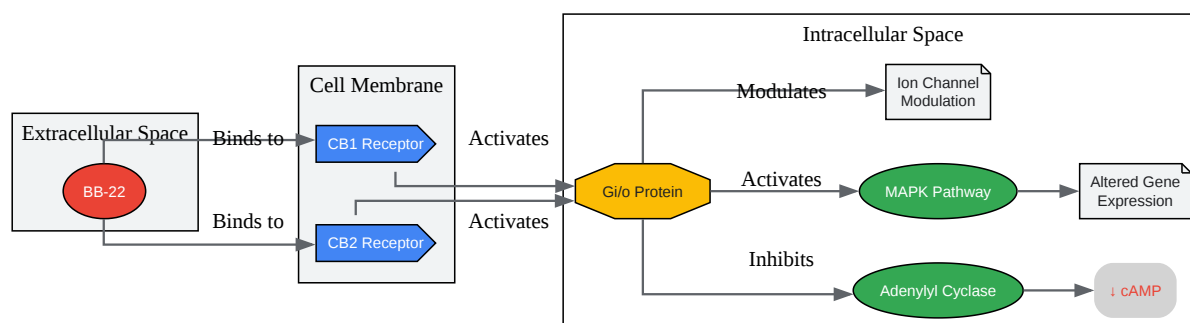 Intracellular Space
Ion Channel
Modulation
Modulates
Cell Membrane
Extracellular Space
Binds to
CB1 Receptor
Activates
BB-22
Gi/o Protein
Activates
MAPK Pathway
Altered Gene
Expression
Binds to
CB2 Receptor
Activates
Inhibits
Adenylyl Cyclase
↓ cAMP